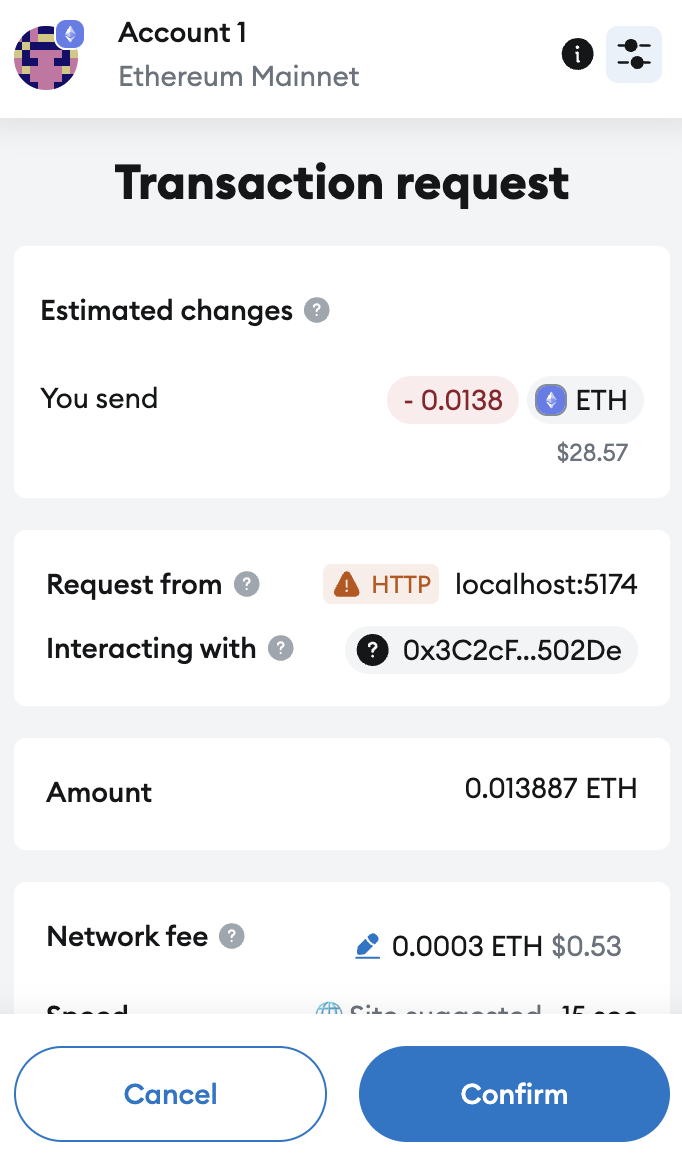 Account 1
Ethereum Mainnet
Transaction request
Estimated changes ?
You send - 0.0138 ETH
$28.57
Request from ? HTTP localhost:5174
Interacting with ? ? 0x3C2cF...502De
Amount 0.013887 ETH
Network fee ? 0.0003 ETH $0.53
Speed Site suggested 15 sec
Cancel Confirm